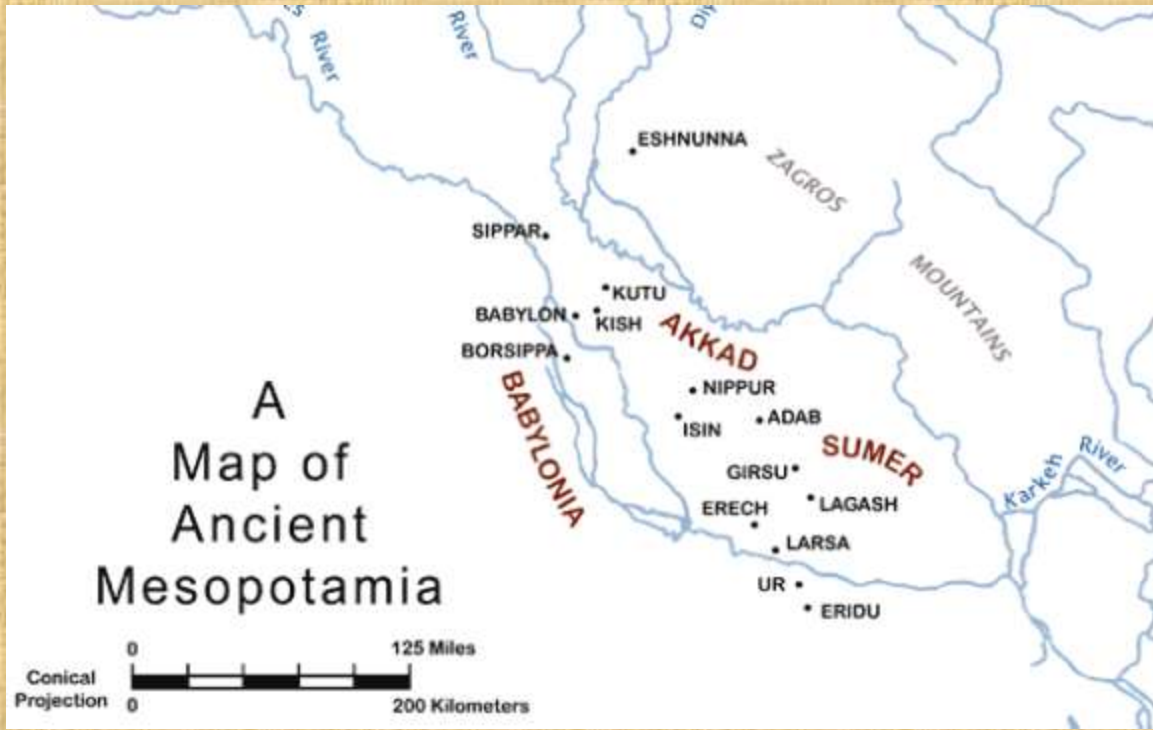 River
River
ESHNUNNA
ZAGROS
MOUNTAINS
SIPPAR
KUTU
BABYLON
KISH
AKKAD
BORSIPPA
BABYLONIA
NIPPUR
ADAB
ISIN
SUMER
GIRSU
LAGASH
ERECH
LARSA
UR
ERIDU
Karkeh River
A
Map of
Ancient
Mesopotamia
0 125 Miles
Conical
Projection
0 200 Kilometers